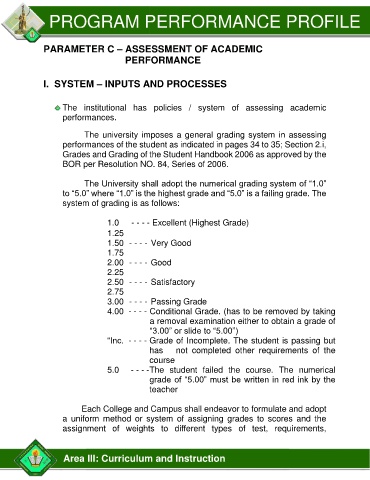 PROGRAM PERFORMANCE PROFILE
PARAMETER C – ASSESSMENT OF ACADEMIC
PERFORMANCE
I. SYSTEM – INPUTS AND PROCESSES
The institutional has policies / system of assessing academic
performances.
The university imposes a general grading system in assessing
performances of the student as indicated in pages 34 to 35; Section 2.i,
Grades and Grading of the Student Handbook 2006 as approved by the
BOR per Resolution NO. 84, Series of 2006.
The University shall adopt the numerical grading system of “1.0”
to “5.0” where “1.0” is the highest grade and “5.0” is a failing grade. The
system of grading is as follows:
1.0 - - - - Excellent (Highest Grade)
1.25
1.50 - - - - Very Good
1.75
2.00 - - - - Good
2.25
2.50 - - - - Satisfactory
2.75
3.00 - - - - Passing Grade
4.00 - - - - Conditional Grade. (has to be removed by taking
a removal examination either to obtain a grade of
“3.00” or slide to “5.00”)
“Inc. - - - - Grade of Incomplete. The student is passing but
has not completed other requirements of the
course
5.0 - - - -The student failed the course. The numerical
grade of “5.00” must be written in red ink by the
teacher
Each College and Campus shall endeavor to formulate and adopt
a uniform method or system of assigning grades to scores and the
assignment of weights to different types of test, requirements,
Area III: Curriculum and Instruction